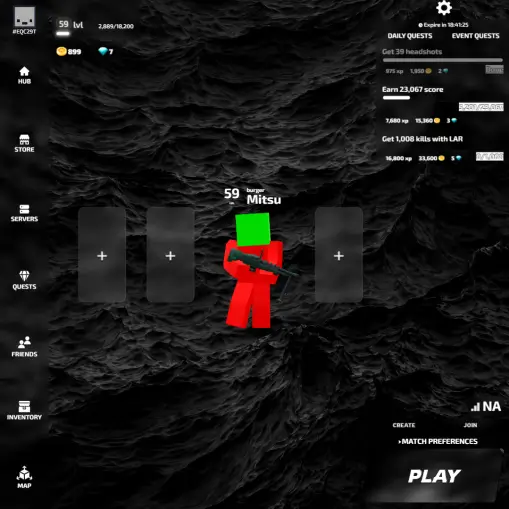 #EQC29T
59 lvl 2,889/18,200
899 7
HUB
STORE
SERVERS
QUESTS
FRIENDS
INVENTORY
MAP
Expire in 18:41:25
DAILY QUESTS EVENT QUESTS
Get 39 headshots
875 xp 1,850 2
Earn 23,067 score
7,680 xp 15,360 3
Get 1,008 kills with LAR
16,800 xp 33,600 5
59 burger
Mitsu
+ + +
NA
CREATE JOIN
MATCH PREFERENCES
PLAY